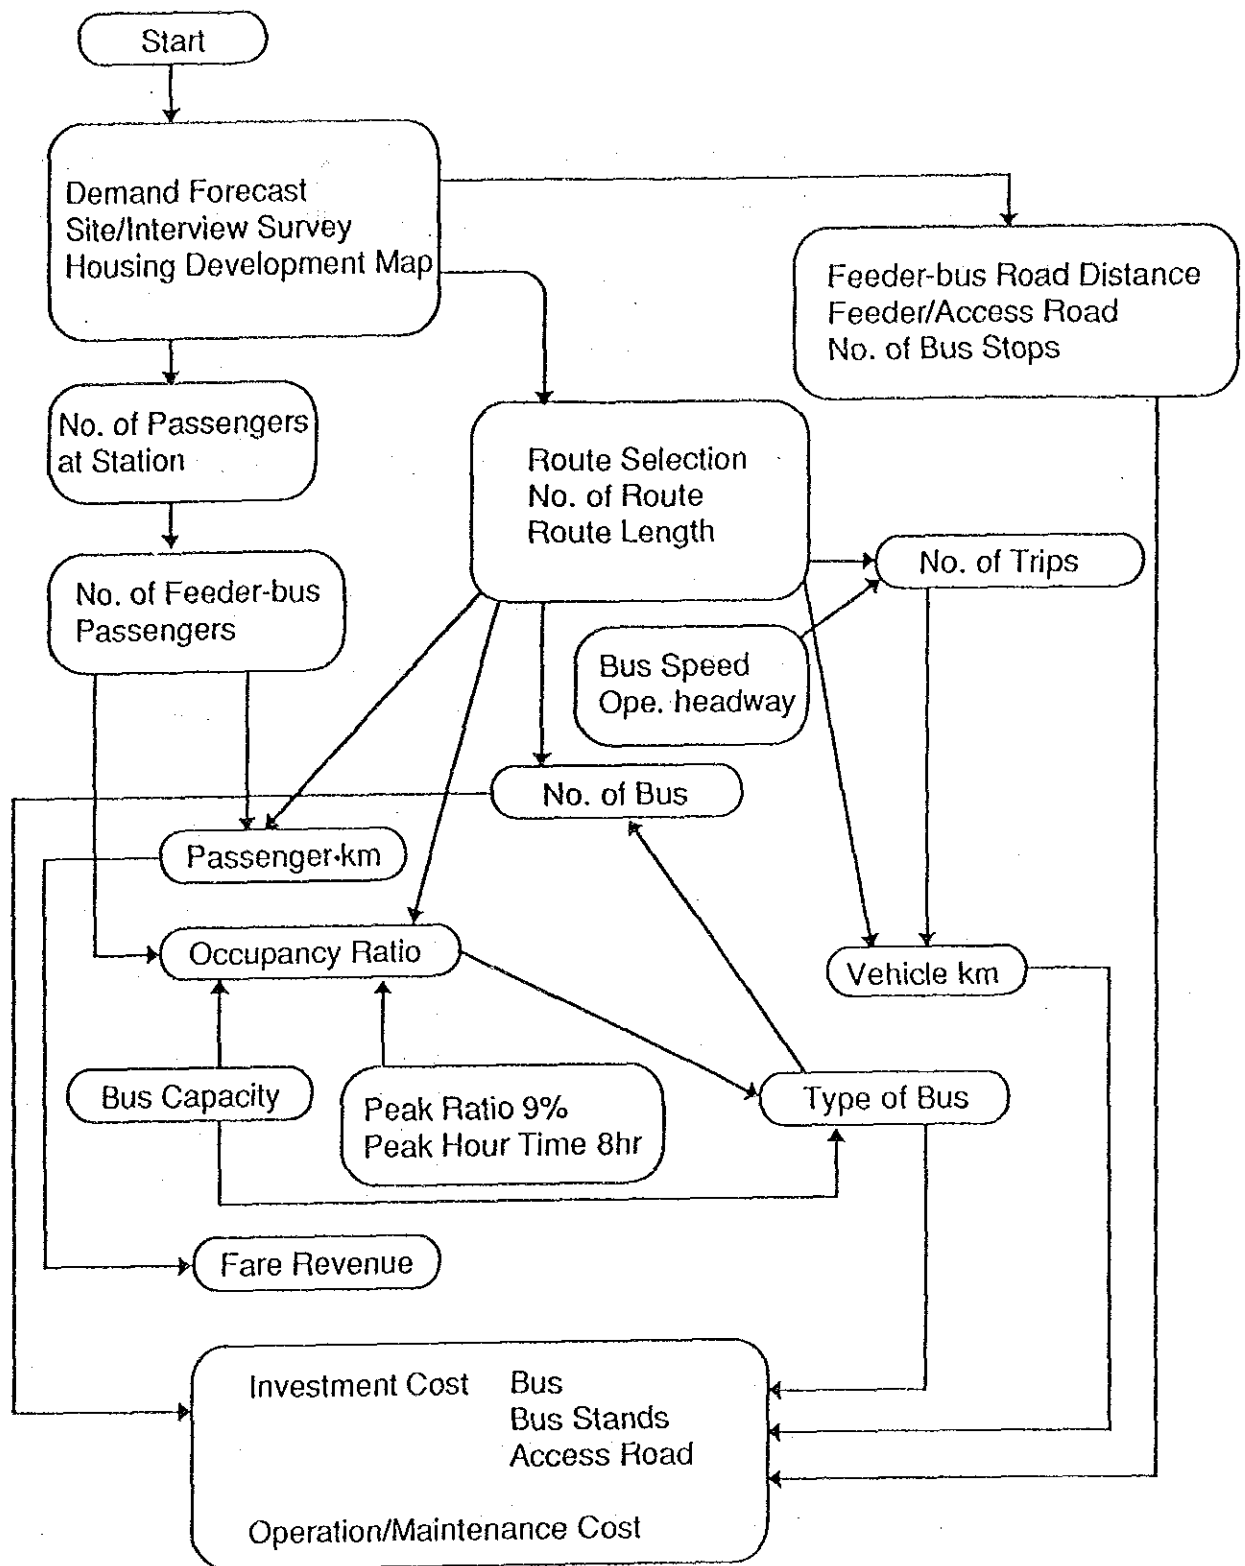 Start
Demand Forecast
Site/Interview Survey
Housing Development Map
Feeder-bus Road Distance
Feeder/Access Road
No. of Bus Stops
No. of Passengers
at Station
Route Selection
No. of Route
Route Length
No. of Trips
No. of Feeder-bus
Passengers
Bus Speed
Ope. headway
No. of Bus
Passenger·km
Occupancy Ratio
Vehicle km
Bus Capacity
Peak Ratio 9%
Peak Hour Time 8hr
Type of Bus
Fare Revenue
Investment Cost Bus
Bus Stands
Access Road
Operation/Maintenance Cost